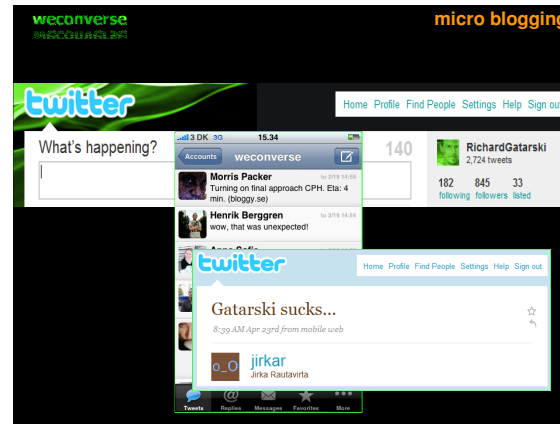 weconverse
micro blogging
twitter
Home Profile Find People Settings Help Sign out
What's happening?
140
RichardGatarski
2,724 tweets
182 845 33
following followers listed
3 DK 3G 15.34
Accounts weconverse
Morris Packer to 3/19 14:58
Turning on final approach CPH. Eta: 4
min. (bloggy.se)
Henrik Berggren to 3/19 14:54
wow, that was unexpected!
twitter
Home Profile Find People Settings Help Sign out
Gatarski sucks...
8:39 AM Apr 23rd from mobile web
o_O
jirkar
Jirka Rautavirta
Tweets Replies Messages Favorites More